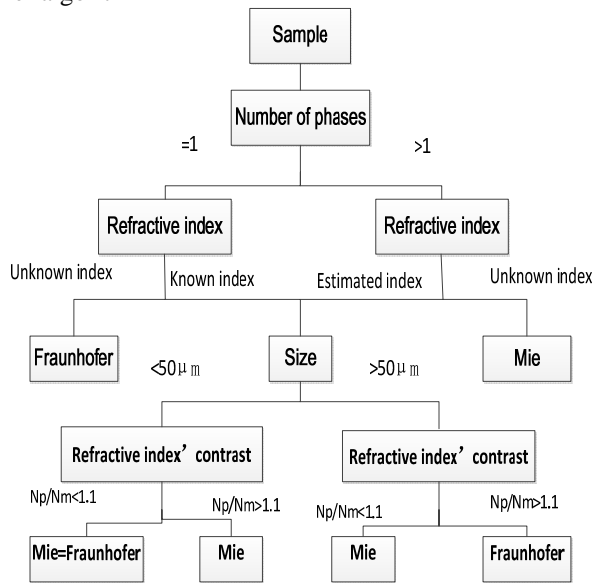 Sample
Number of phases
=1
>1
Refractive index
Refractive index
Unknown index
Known index
Estimated index
Unknown index
Fraunhofer
Size
Mie
<50μm
>50μm
Refractive index’ contrast
Refractive index’ contrast
Np/Nm<1.1
Np/Nm>1.1
Np/Nm<1.1
Np/Nm>1.1
Mie=Fraunhofer
Mie
Mie
Fraunhofer